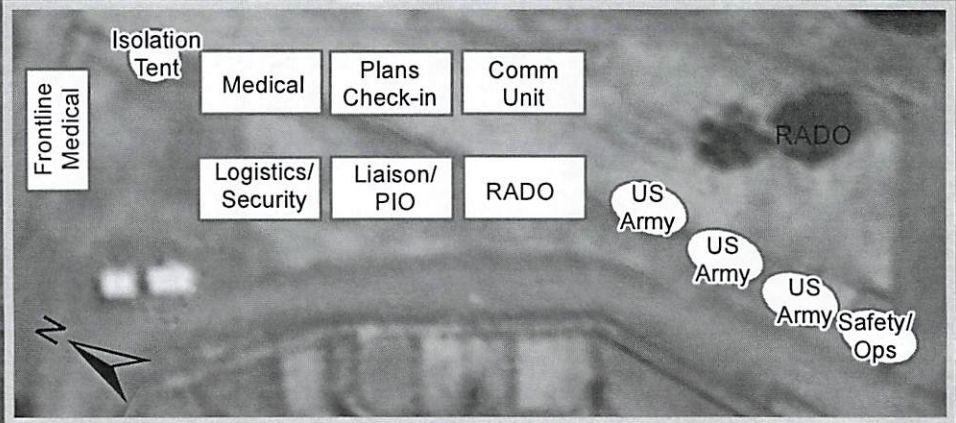 Isolation
Tent
Frontline
Medical
Medical
Plans
Check-in
Comm
Unit
RADO
Logistics/
Security
Liaison/
PIO
RADO
US
Army
US
Army
US
Army
Safety/
Ops
N